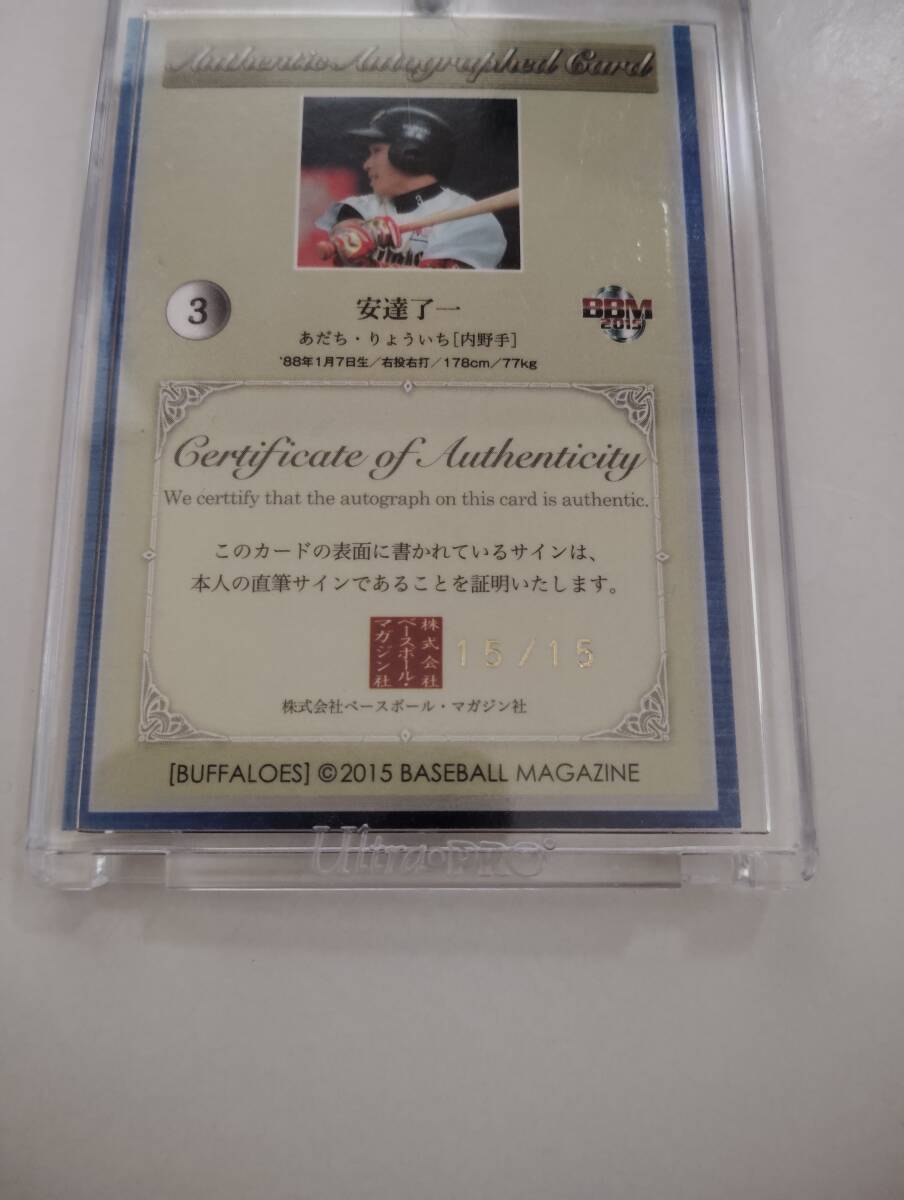 Authentic Autographed Card
3
安達了一
BBM
2015
あだち・りょういち[内野手]
'88年1月7日生/右投右打/178cm/77kg
Certificate of Authenticity
We certtify that the autograph on this card is authentic.
このカードの表面に書かれているサインは、
本人の直筆サインであることを証明いたします。
株式会社
ベースボール・
マガジン社
15/15
株式会社ベースボール・マガジン社
[BUFFALOES] ©2015 BASEBALL MAGAZINE
Ultra•PRO®